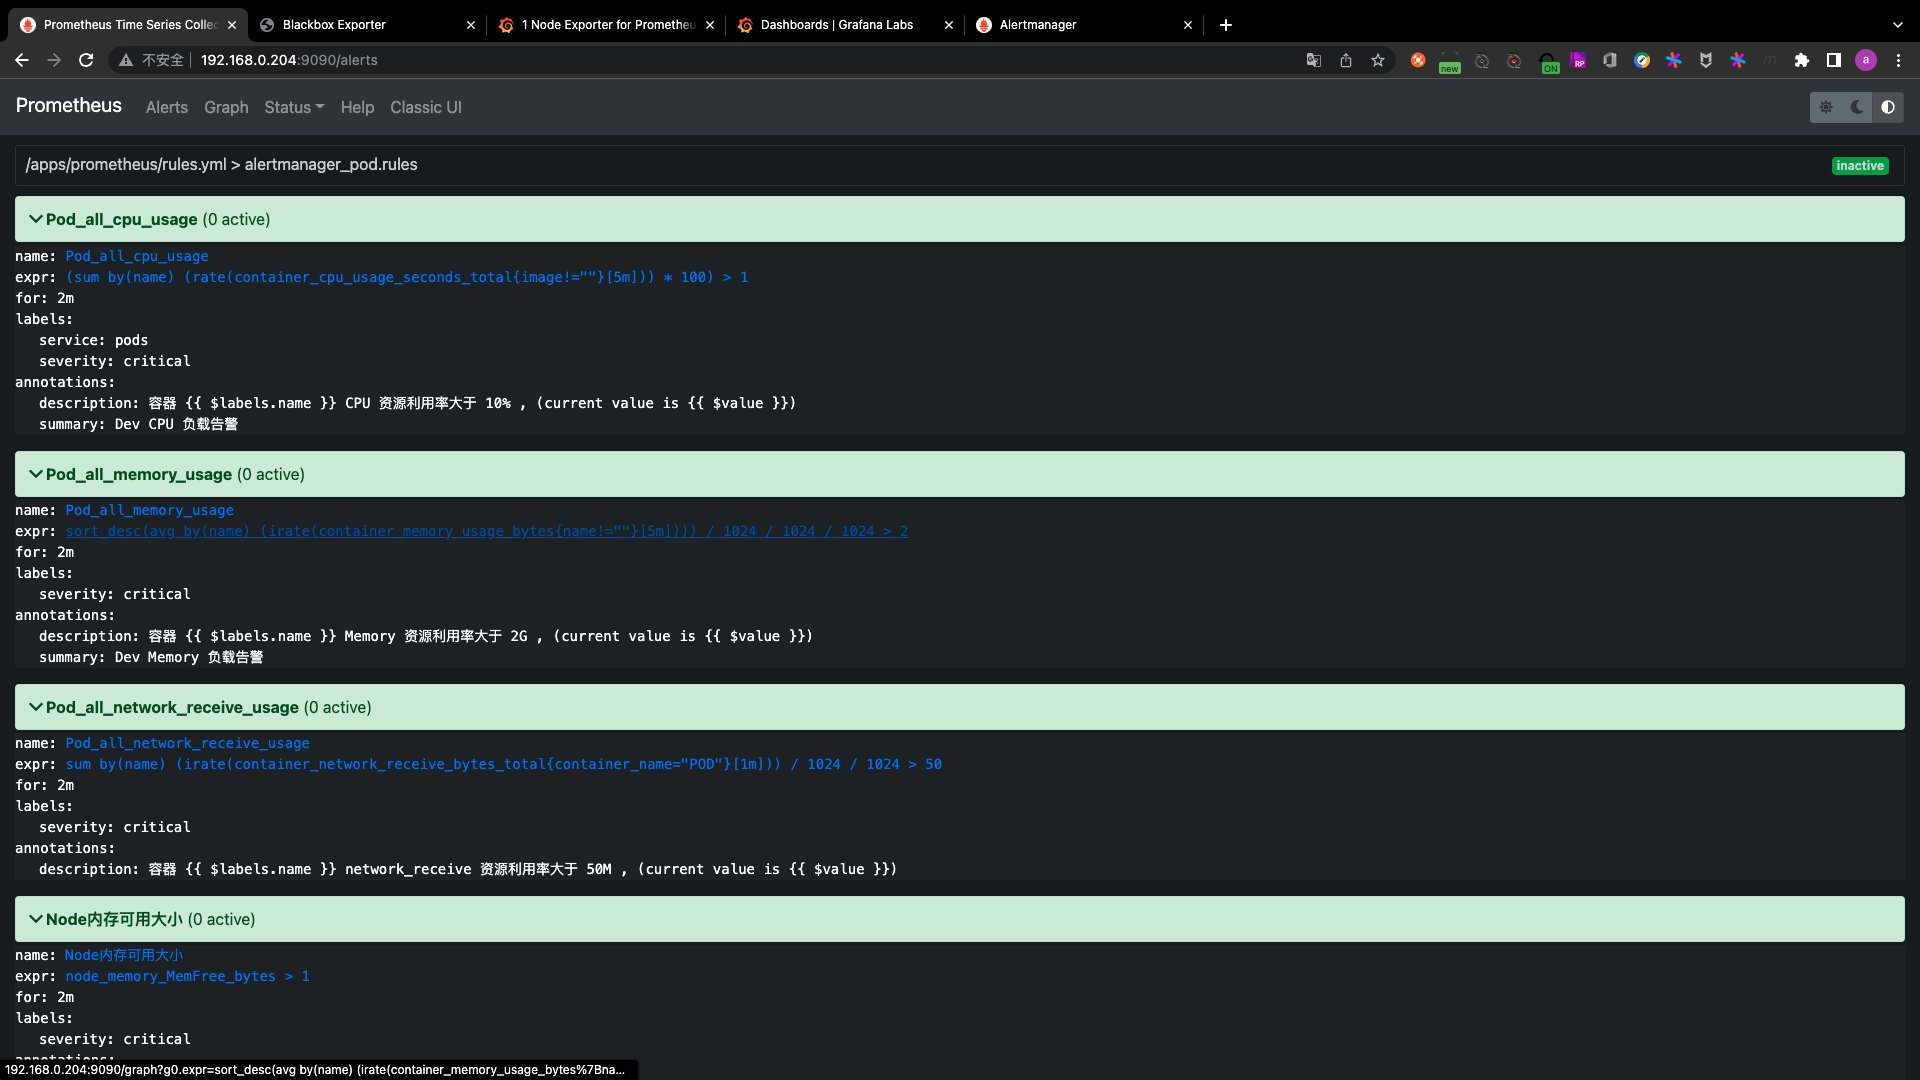 Prometheus Time Series Collec
Blackbox Exporter
1 Node Exporter for Prometheu
Dashboards | Grafana Labs
Alertmanager
不安全 | 192.168.0.204:9090/alerts
new
ON
RP
a
Prometheus Alerts Graph Status Help Classic UI
/apps/prometheus/rules.yml > alertmanager_pod.rules
inactive
Pod_all_cpu_usage (0 active)
name: Pod_all_cpu_usage
expr: (sum by(name) (rate(container_cpu_usage_seconds_total{image!=""}[5m])) * 100) > 1
for: 2m
labels:
service: pods
severity: critical
annotations:
description: 容器 {{ $labels.name }} CPU 资源利用率大于 10% , (current value is {{ $value }})
summary: Dev CPU 负载告警
Pod_all_memory_usage (0 active)
name: Pod_all_memory_usage
expr: sort_desc(avg by(name) (irate(container_memory_usage_bytes{name!=""}[5m]))) / 1024 / 1024 / 1024 > 2
for: 2m
labels:
severity: critical
annotations:
description: 容器 {{ $labels.name }} Memory 资源利用率大于 2G , (current value is {{ $value }})
summary: Dev Memory 负载告警
Pod_all_network_receive_usage (0 active)
name: Pod_all_network_receive_usage
expr: sum by(name) (irate(container_network_receive_bytes_total{container_name="POD"}[1m])) / 1024 / 1024 > 50
for: 2m
labels:
severity: critical
annotations:
description: 容器 {{ $labels.name }} network_receive 资源利用率大于 50M , (current value is {{ $value }})
Node内存可用大小 (0 active)
name: Node内存可用大小
expr: node_memory_MemFree_bytes > 1
for: 2m
labels:
severity: critical
annotations:
192.168.0.204:9090/graph?g0.expr=sort_desc(avg by(name) (irate(container_memory_usage_bytes%7Bna...